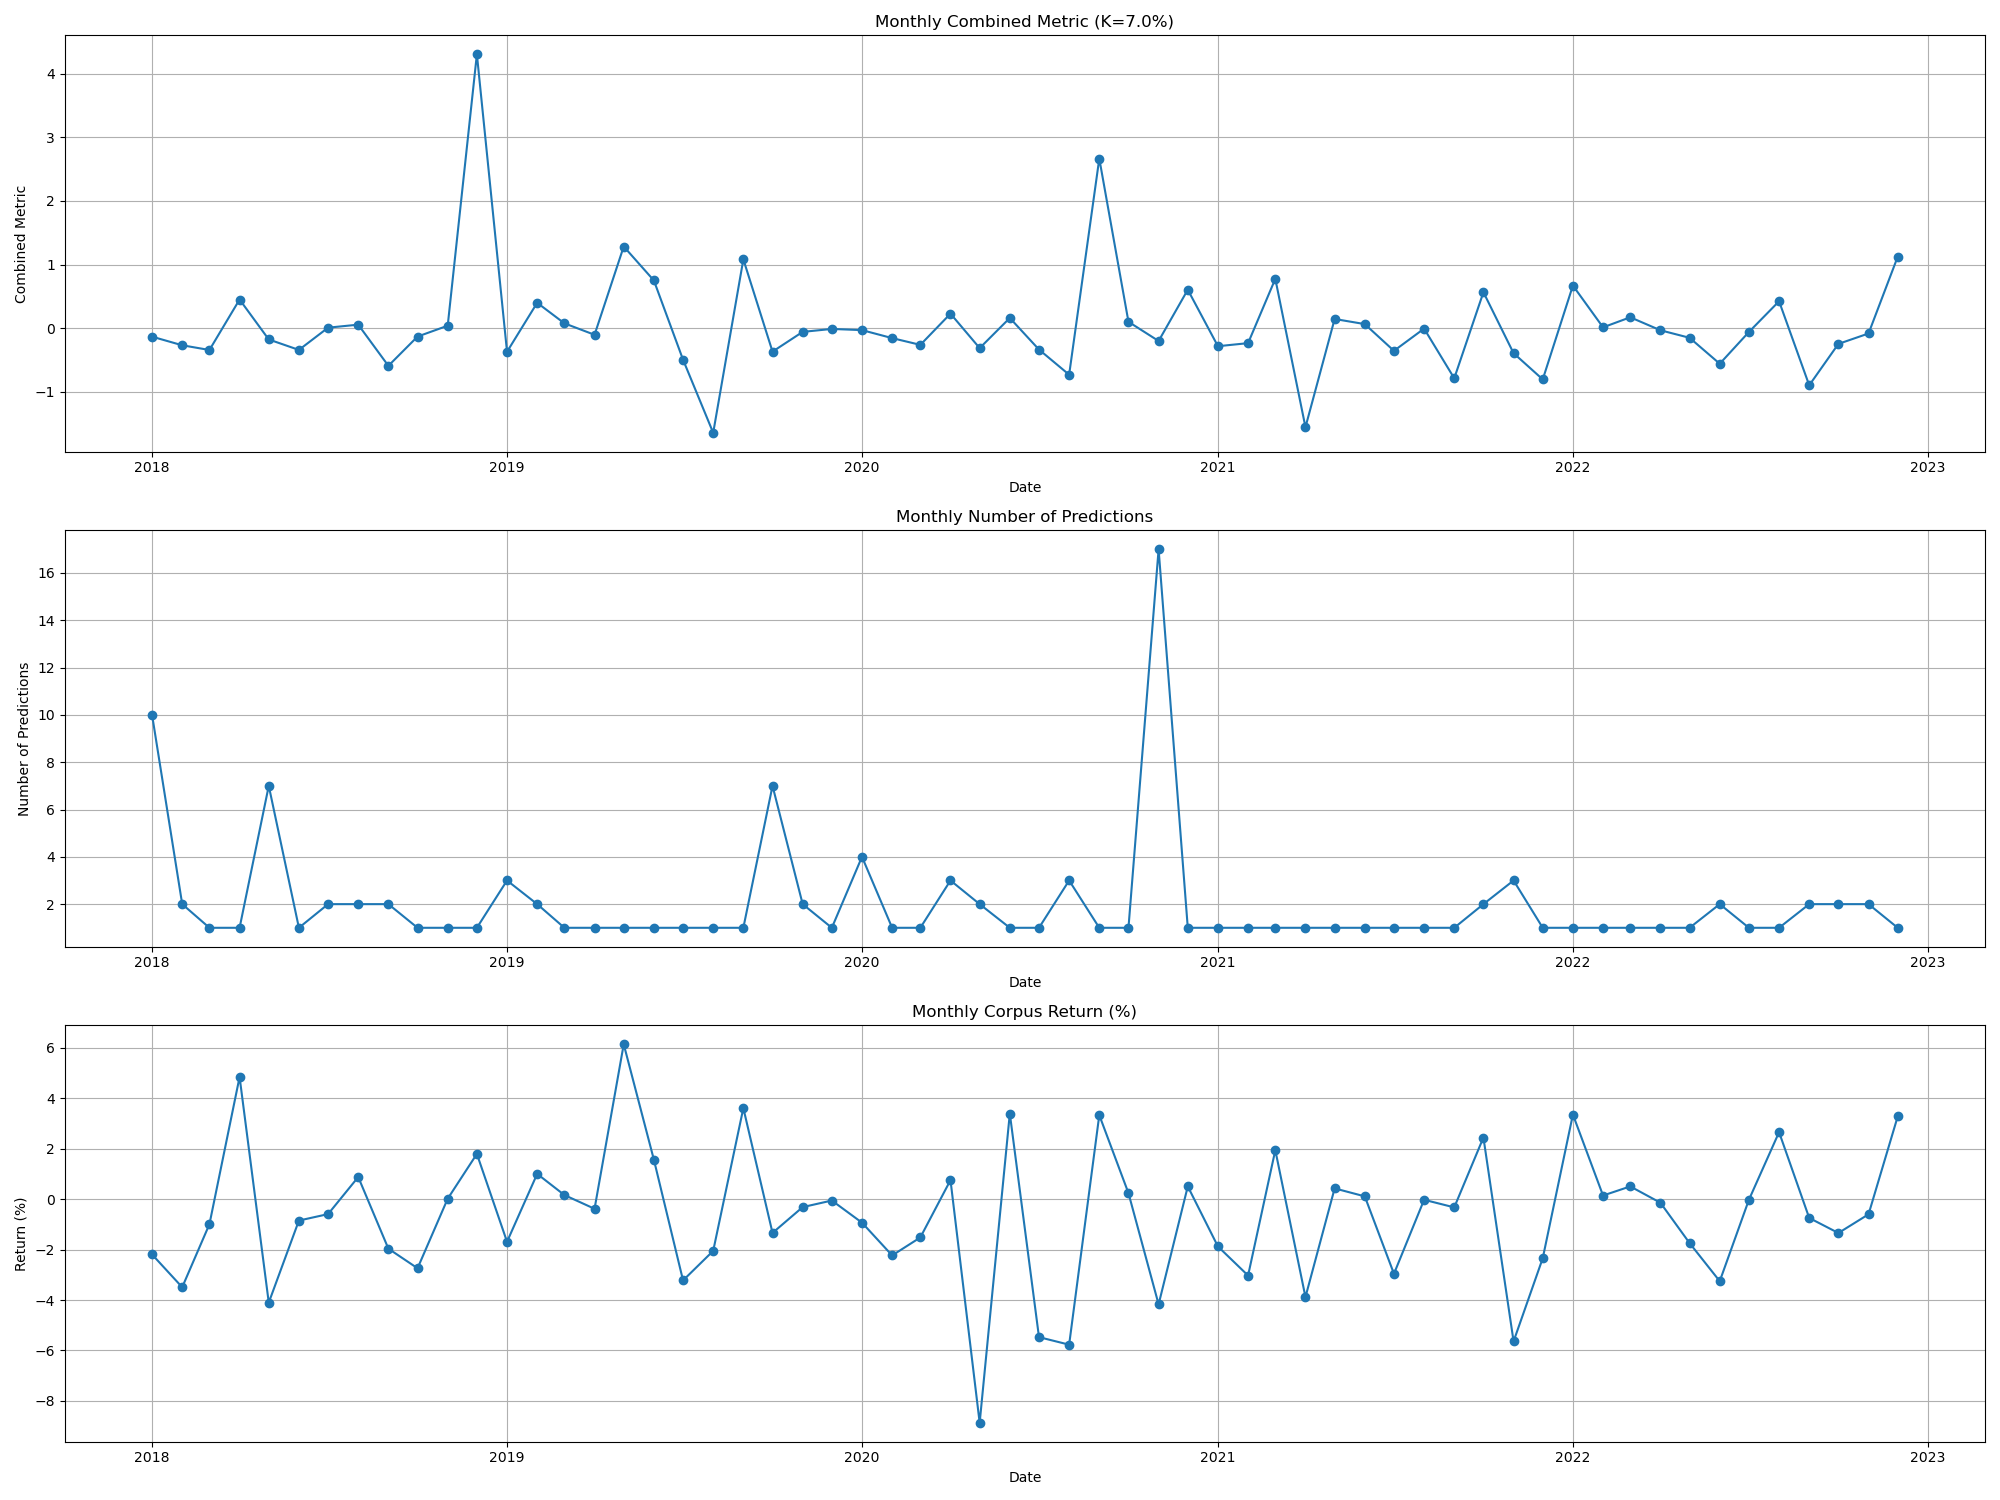 Monthly Combined Metric (K=7.0%)
Combined Metric
4
3
2
1
0
−1
2018 2019 2020 2021 2022 2023
Date
Monthly Number of Predictions
Number of Predictions
16
14
12
10
8
6
4
2
2018 2019 2020 2021 2022 2023
Date
Monthly Corpus Return (%)
Return (%)
6
4
2
0
−2
−4
−6
−8
2018 2019 2020 2021 2022 2023
Date